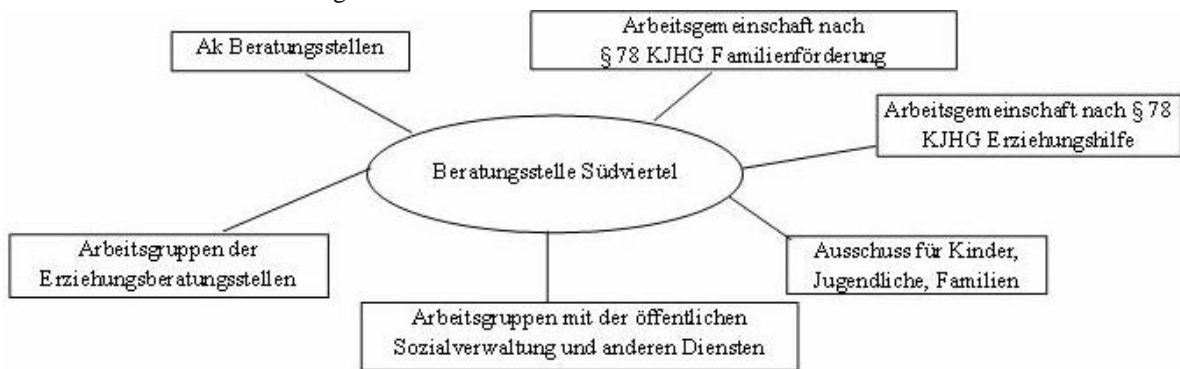 Ak Beratungsstellen
Arbeitsgemeinschaft nach
§ 78 KJHG Familienförderung
Arbeitsgemeinschaft nach § 78
KJHG Erziehungshilfe
Beratungsstelle Südviertel
Arbeitsgruppen der
Erziehungsberatungsstellen
Ausschuss für Kinder,
Jugendliche, Familien
Arbeitsgruppen mit der öffentlichen
Sozialverwaltung und anderen Diensten